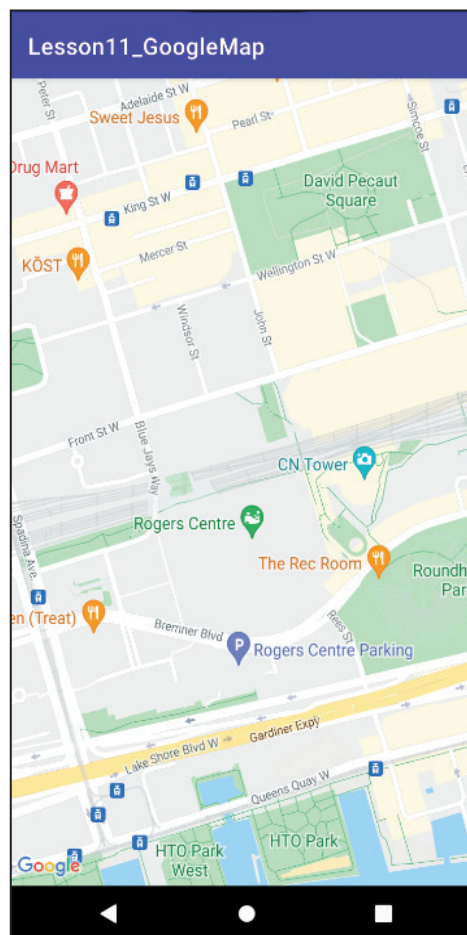 Lesson11_GoogleMap
Peter St
Adelaide St W
Simcoe St
Sweet Jesus
Pearl St
Drug Mart
David Pecaut
Square
King St W
Mercer St
KŌST
Wellington St W
Windsor St
John St
Front St W
Blue Jays Way
CN Tower
Rogers Centre
Spadina Ave.
The Rec Room
Roundh
Par
en (Treat)
Bremner Blvd
Rees St
P
Rogers Centre Parking
Gardiner Expy
Lake Shore Blvd W
Queens Quay W
HTO Park
West
HTO Park
Google